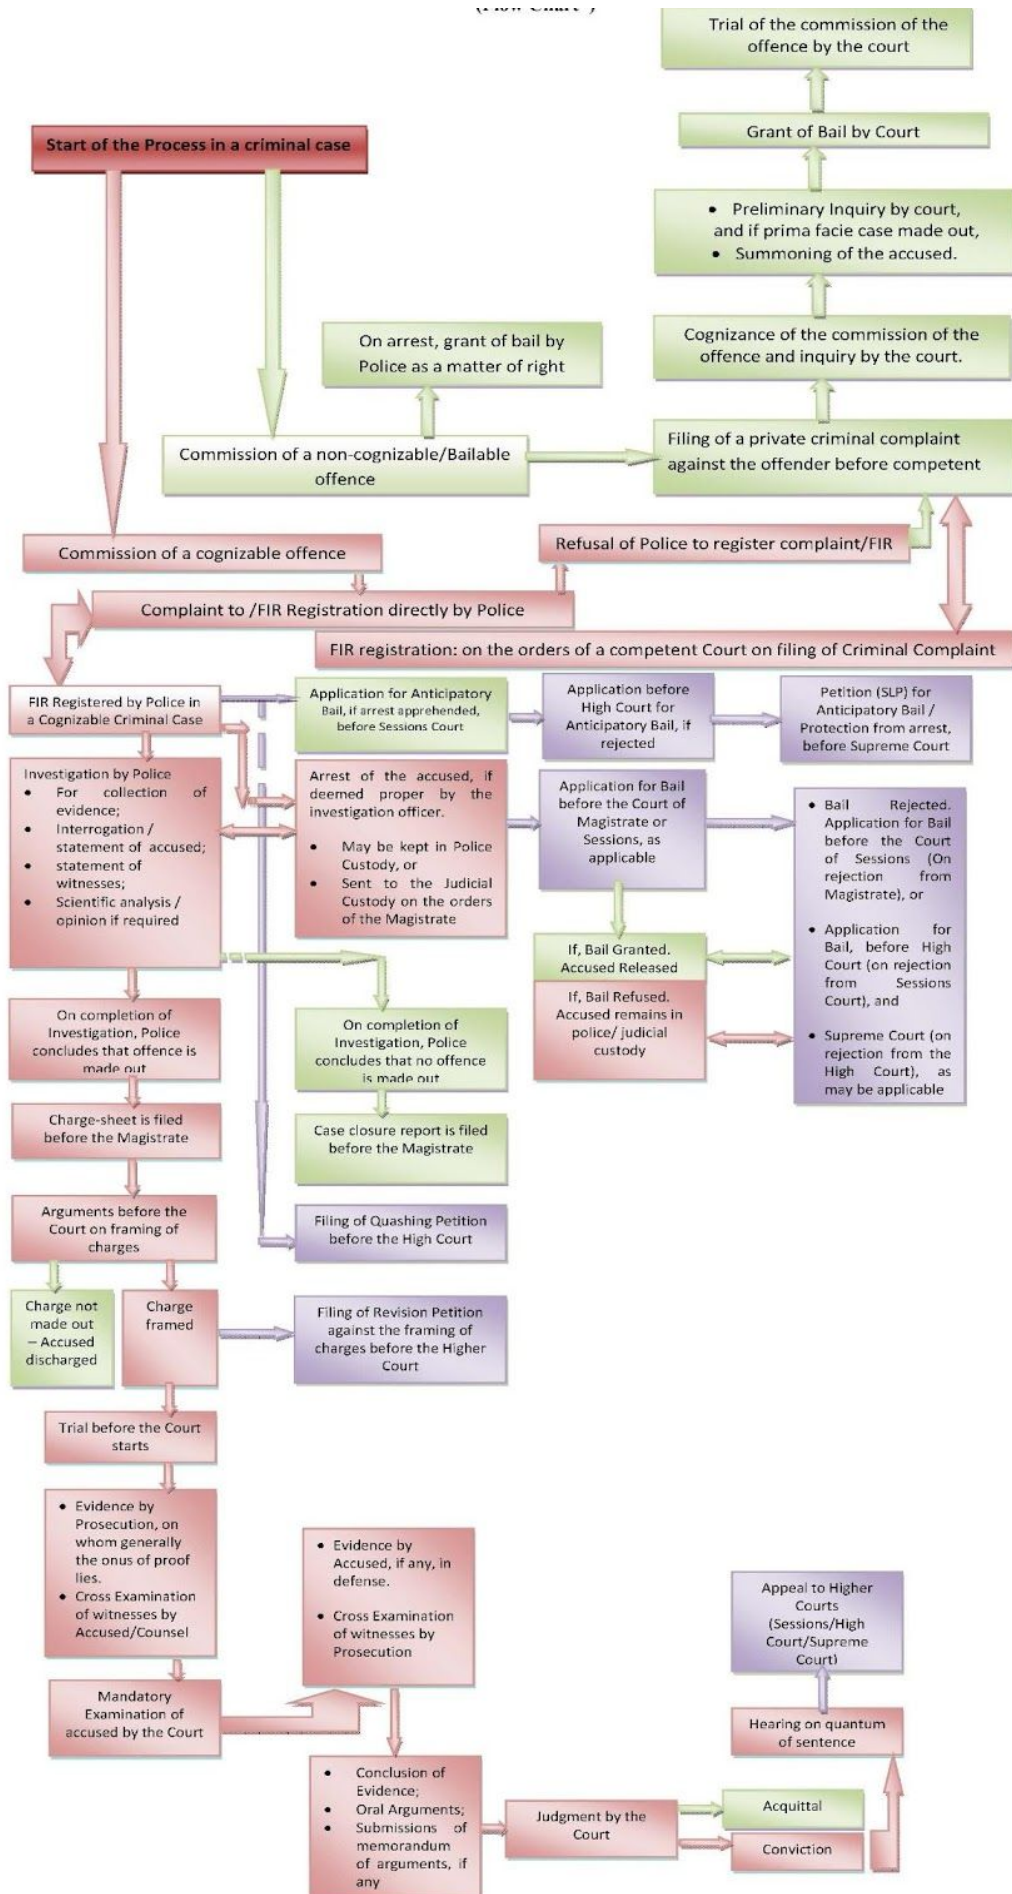 (Flow Chart )
Trial of the commission of the
offence by the court
Grant of Bail by Court
Start of the Process in a criminal case
• Preliminary Inquiry by court,
and if prima facie case made out,
• Summoning of the accused.
On arrest, grant of bail by
Police as a matter of right
Cognizance of the commission of the
offence and inquiry by the court.
Commission of a non-cognizable/Bailable
offence
Filing of a private criminal complaint
against the offender before competent
Commission of a cognizable offence
Refusal of Police to register complaint/FIR
Complaint to /FIR Registration directly by Police
FIR registration: on the orders of a competent Court on filing of Criminal Complaint
FIR Registered by Police in
a Cognizable Criminal Case
Application for Anticipatory
Bail, if arrest apprehended,
before Sessions Court
Application before
High Court for
Anticipatory Bail, if
rejected
Petition (SLP) for
Anticipatory Bail /
Protection from arrest,
before Supreme Court
Investigation by Police
• For collection of
evidence;
• Interrogation /
statement of accused;
• statement of
witnesses;
• Scientific analysis /
opinion if required
Arrest of the accused, if
deemed proper by the
investigation officer.
• May be kept in Police
Custody, or
• Sent to the Judicial
Custody on the orders
of the Magistrate
Application for Bail
before the Court of
Magistrate or
Sessions, as
applicable
• Bail Rejected.
Application for Bail
before the Court
of Sessions (On
rejection from
Magistrate), or
• Application for
Bail, before High
Court (on rejection
from Sessions
Court), and
• Supreme Court (on
rejection from the
High Court), as
may be applicable
If, Bail Granted.
Accused Released
If, Bail Refused.
Accused remains in
police/ judicial
custody
On completion of
Investigation, Police
concludes that offence is
made out
On completion of
Investigation, Police
concludes that no offence
is made out
Charge-sheet is filed
before the Magistrate
Case closure report is filed
before the Magistrate
Arguments before the
Court on framing of
charges
Filing of Quashing Petition
before the High Court
Charge not
made out
– Accused
discharged
Charge
framed
Filing of Revision Petition
against the framing of
charges before the Higher
Court
Trial before the Court
starts
• Evidence by
Prosecution, on
whom generally
the onus of proof
lies.
• Cross Examination
of witnesses by
Accused/Counsel
• Evidence by
Accused, if any, in
defense.
• Cross Examination
of witnesses by
Prosecution
Mandatory
Examination of
accused by the Court
Appeal to Higher
Courts
(Sessions/High
Court/Supreme
Court)
Hearing on quantum
of sentence
• Conclusion of
Evidence;
• Oral Arguments;
• Submissions of
memorandum
of arguments, if
any
Judgment by the
Court
Acquittal
Conviction